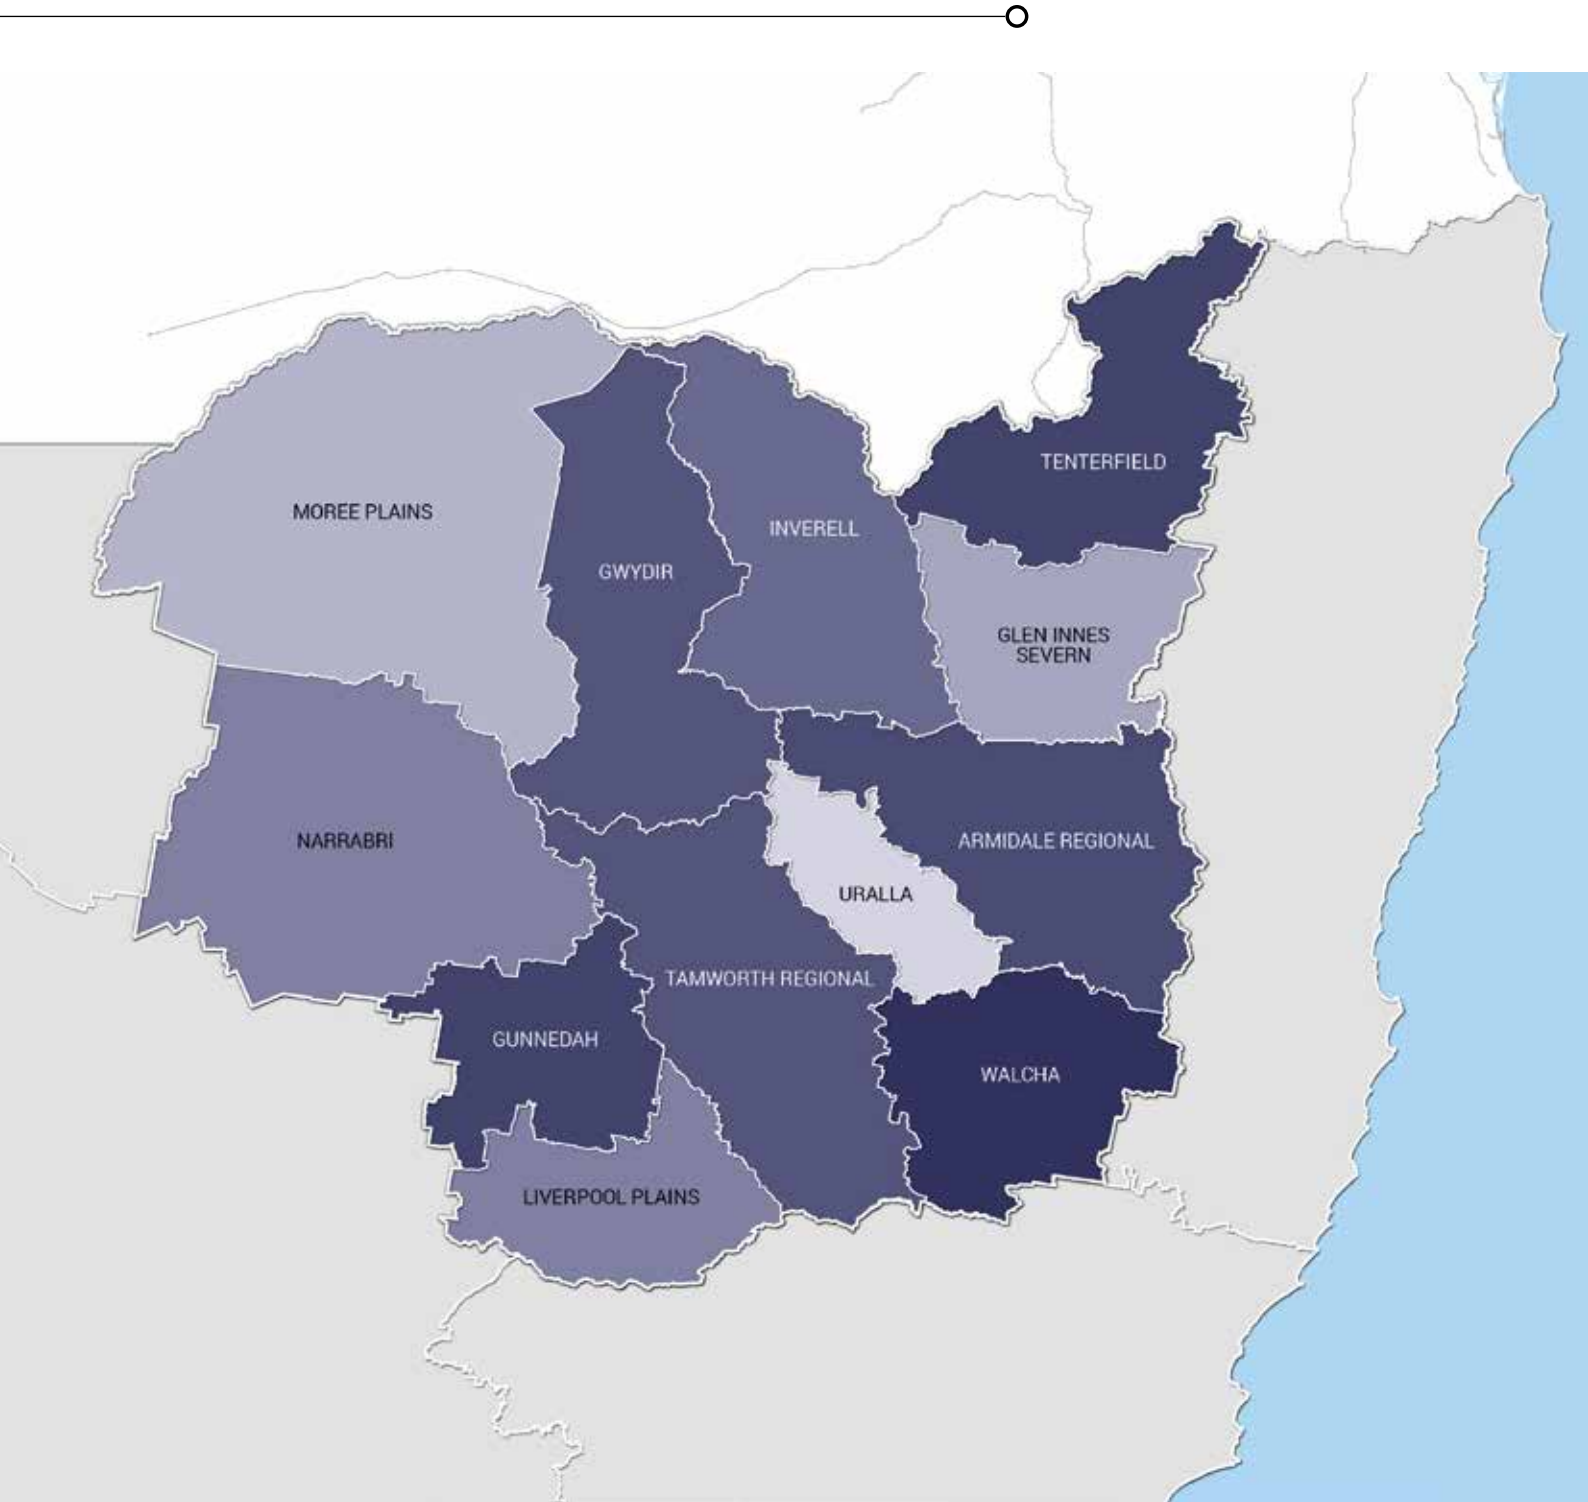 TENTERFIELD
MOREE PLAINS
INVERELL
GWYDIR
GLEN INNES
SEVERN
NARRABRI
ARMIDALE REGIONAL
URALLA
TAMWORTH REGIONAL
GUNNEDAH
WALCHA
LIVERPOOL PLAINS